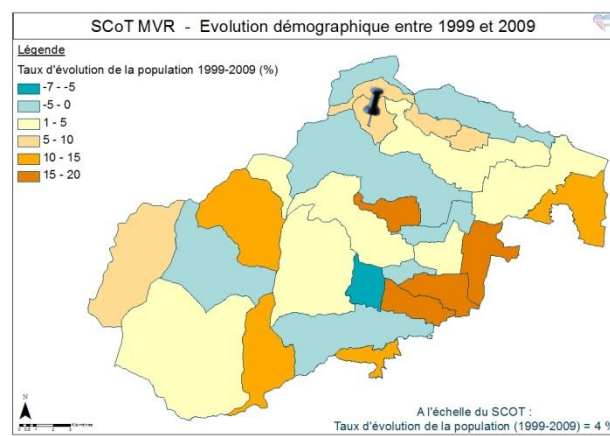 SCoT MVR - Evolution démographique entre 1999 et 2009
Légende
Taux d'évolution de la population 1999-2009 (%)
-7 - -5
-5 - 0
1 - 5
5 - 10
10 - 15
15 - 20
N
A l'échelle du SCOT :
Taux d'évolution de la population (1999-2009) = 4 %